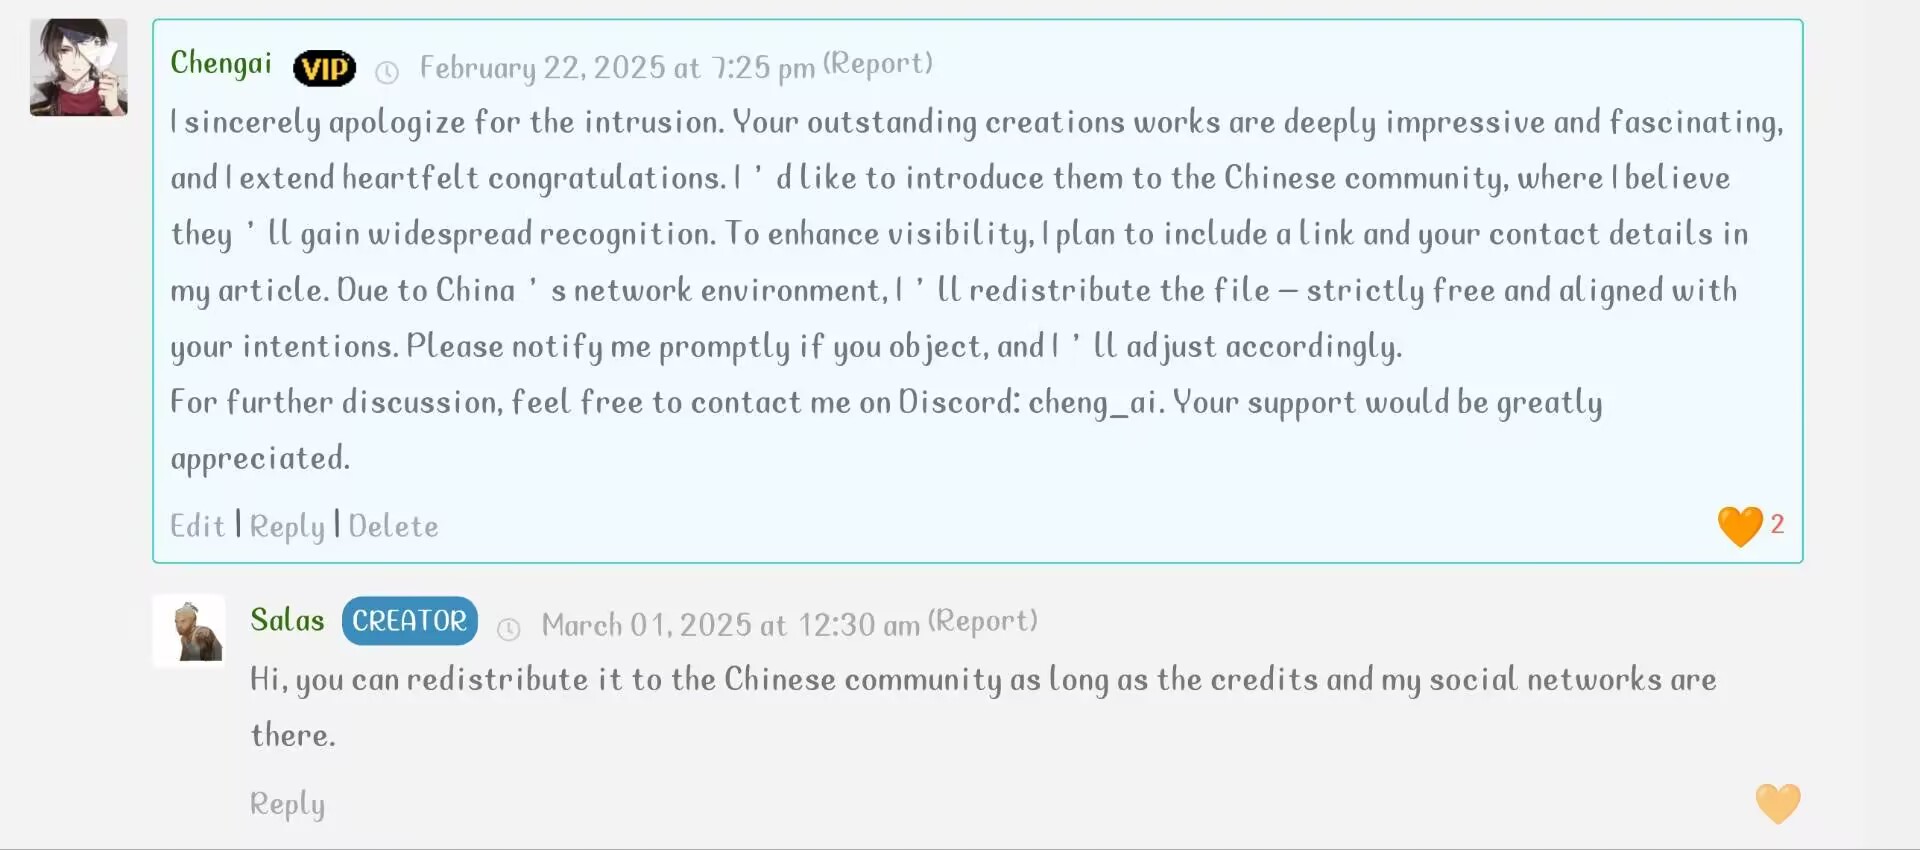 Chengai VIP February 22, 2025 at 7:25 pm (Report)
I sincerely apologize for the intrusion. Your outstanding creations works are deeply impressive and fascinating,
and I extend heartfelt congratulations. I ’ d like to introduce them to the Chinese community, where I believe
they ’ ll gain widespread recognition. To enhance visibility, I plan to include a link and your contact details in
my article. Due to China ’ s network environment, I ’ ll redistribute the file – strictly free and aligned with
your intentions. Please notify me promptly if you object, and I ’ ll adjust accordingly.
For further discussion, feel free to contact me on Discord: cheng_ai. Your support would be greatly
appreciated.
Edit | Reply | Delete 🧡 2
Salas CREATOR March 01, 2025 at 12:30 am (Report)
Hi, you can redistribute it to the Chinese community as long as the credits and my social networks are
there.
Reply